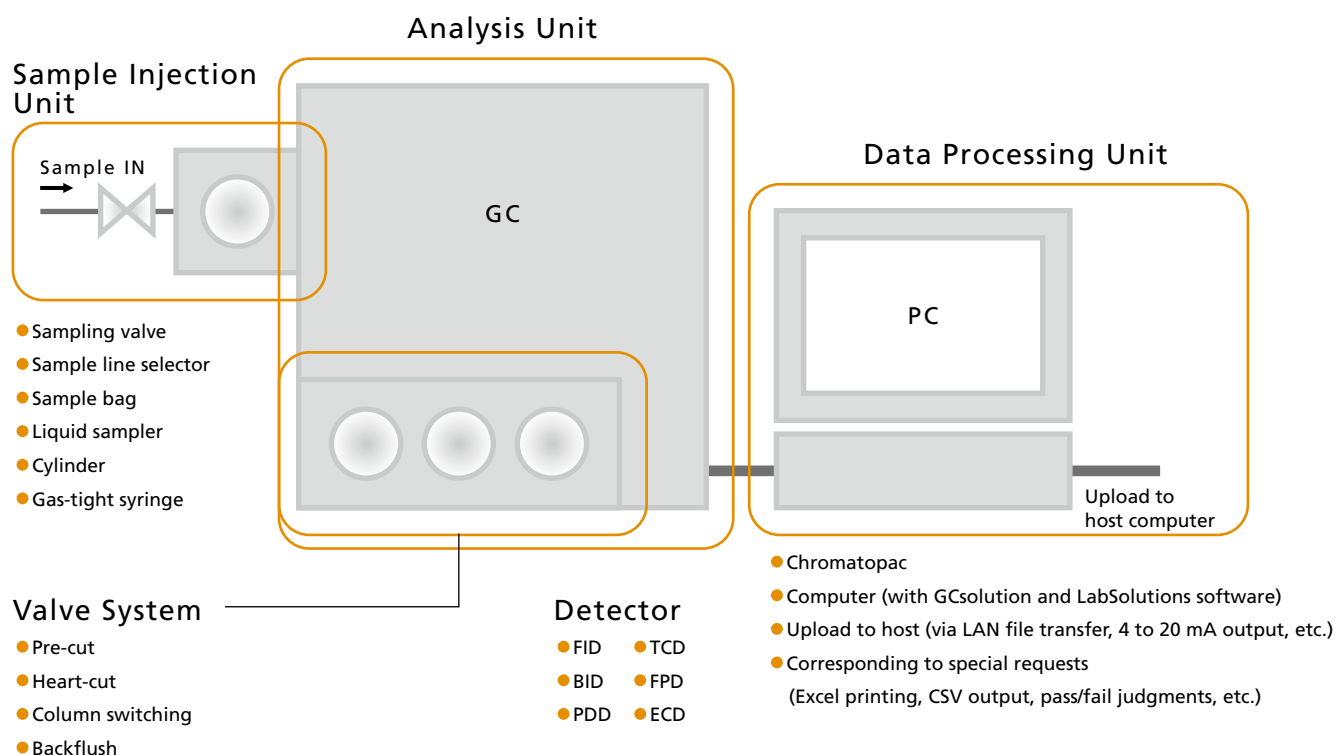 Analysis Unit
Sample Injection
Unit
Sample IN
GC
Data Processing Unit
PC
Upload to
host computer
Sampling valve
Sample line selector
Sample bag
Liquid sampler
Cylinder
Gas-tight syringe
Valve System
Pre-cut
Heart-cut
Column switching
Backflush
Detector
FID TCD
BID FPD
PDD ECD
Chromatopac
Computer (with GCsolution and LabSolutions software)
Upload to host (via LAN file transfer, 4 to 20 mA output, etc.)
Corresponding to special requests
(Excel printing, CSV output, pass/fail judgments, etc.)